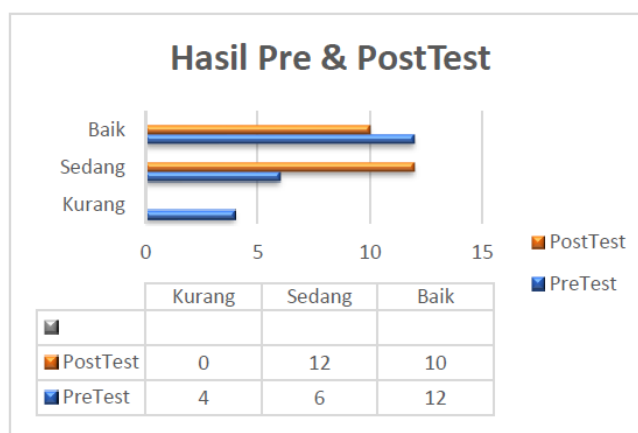 Hasil Pre & PostTest
Baik
Sedang
Kurang
0 5 10 15
PostTest
PreTest
Kurang Sedang Baik
PostTest 0 12 10
PreTest 4 6 12